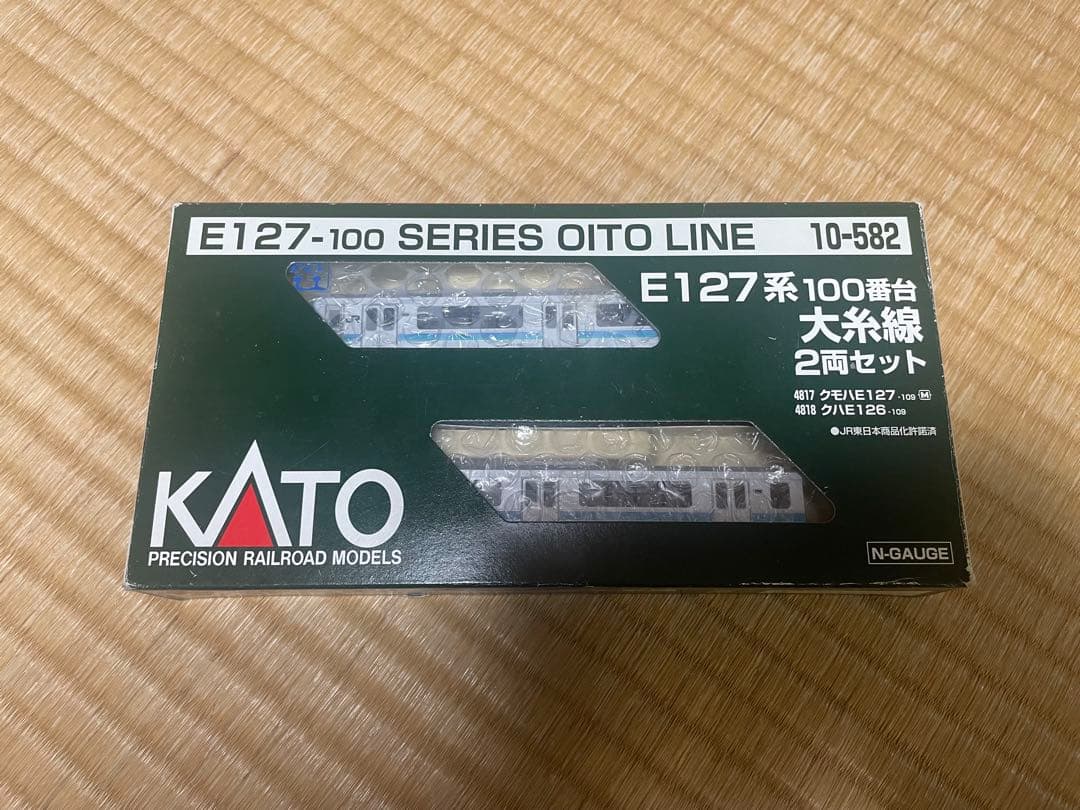 E127-100 SERIES OITO LINE 10-582
E127系100番台
大糸線
2両セット
4817 クモハE127-109 M
4818 クハE126-109
●JR東日本商品化許諾済
JR
KATO
PRECISION RAILROAD MODELS
N-GAUGE